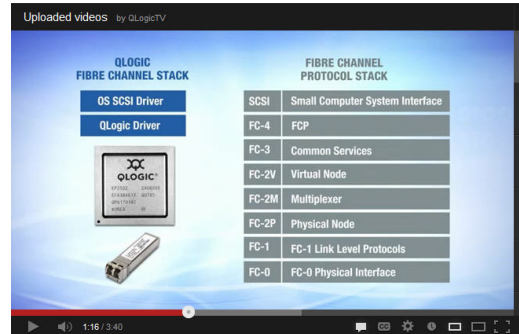 Uploaded videos by QLogicTV
QLOGIC
FIBRE CHANNEL STACK
OS SCSI Driver
QLogic Driver
QLOGIC
FIBRE CHANNEL
PROTOCOL STACK
SCSI Small Computer System Interface
FC-4 FCP
FC-3 Common Services
FC-2V Virtual Node
FC-2M Multiplexer
FC-2P Physical Node
FC-1 FC-1 Link Level Protocols
FC-0 FC-0 Physical Interface
1:16 / 3:40
CC